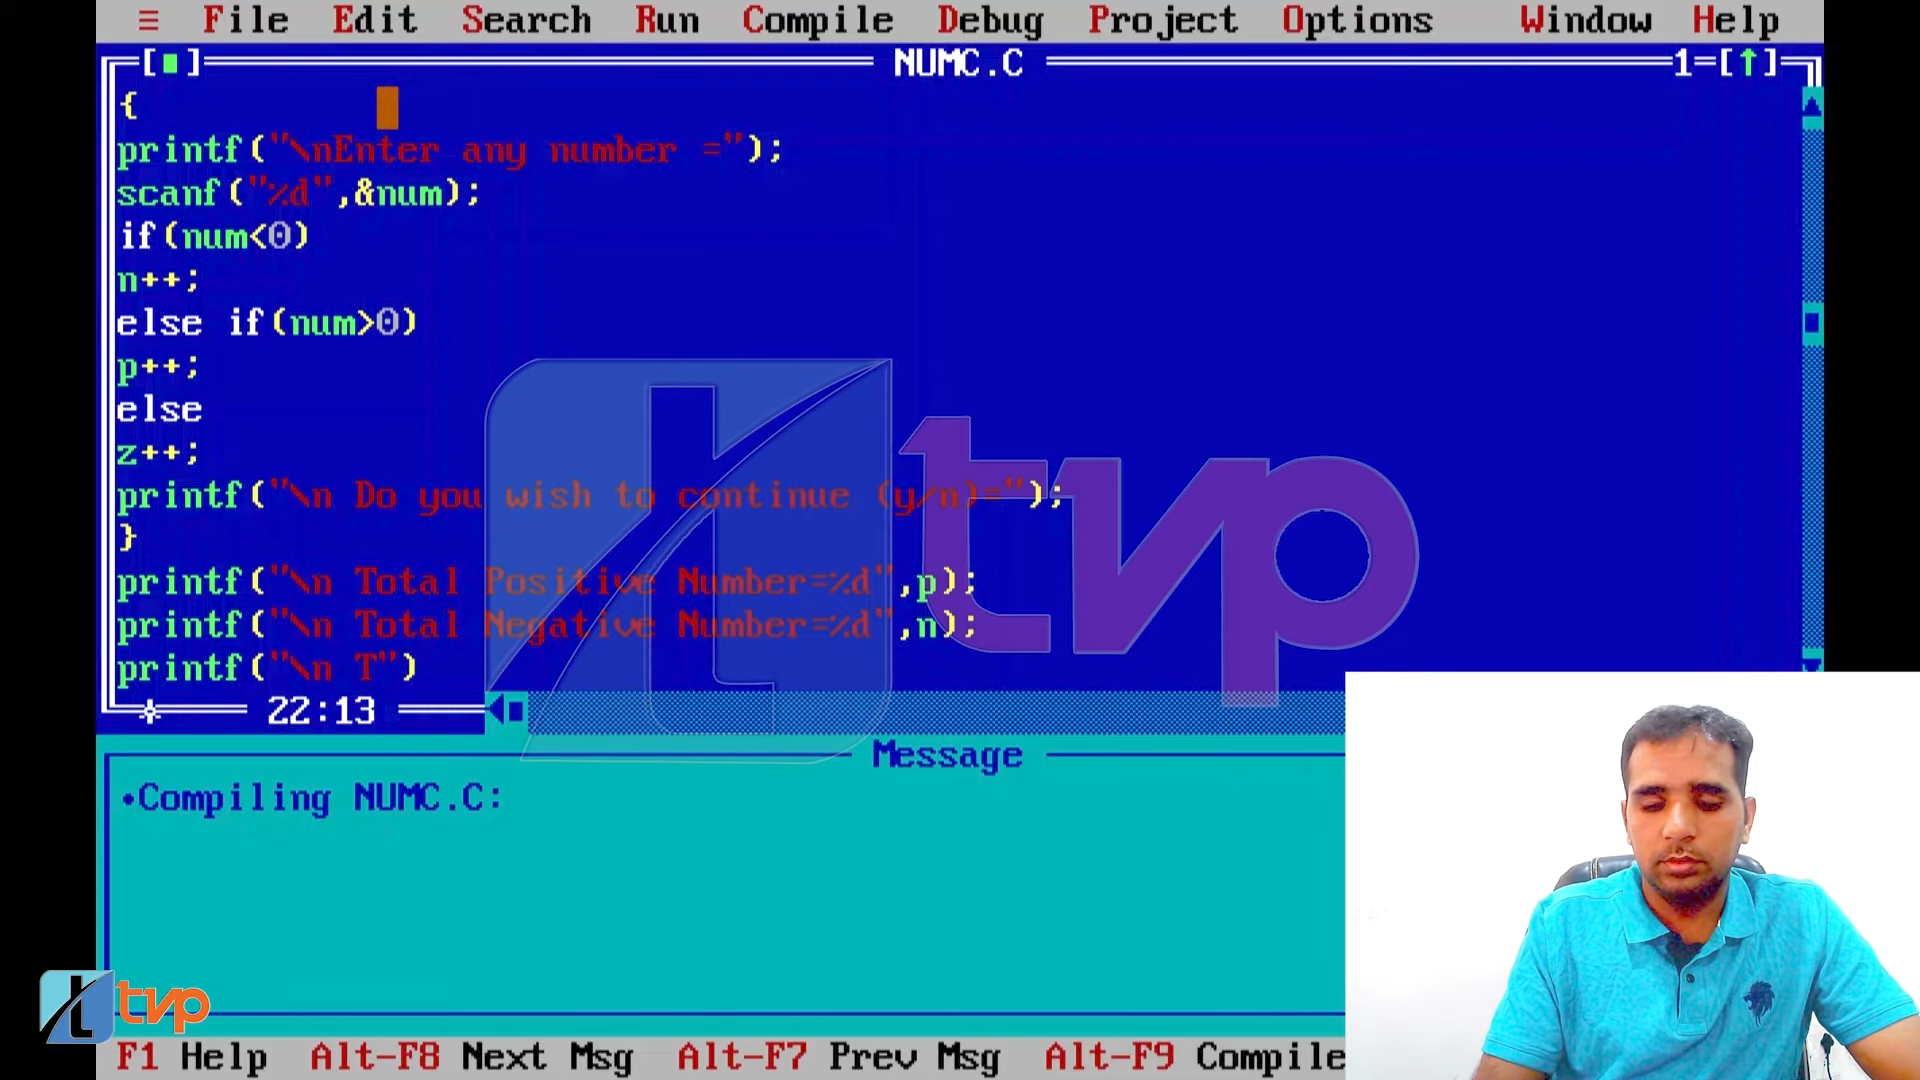 ≡ File Edit Search Run Compile Debug Project Options Window Help
[■] NUMC.C 1=[↑]
{
printf("\nEnter any number =");
scanf("%d",&num);
if(num<0)
n++;
else if(num>0)
p++;
else
z++;
printf("\n Do you wish to continue (y/n)=");
}
printf("\n Total Positive Number=%d",p);
printf("\n Total Negative Number=%d",n);
printf("\n T")
22:13
tvp
Message
•Compiling NUMC.C:
tvp
F1 Help Alt-F8 Next Msg Alt-F7 Prev Msg Alt-F9 Compile